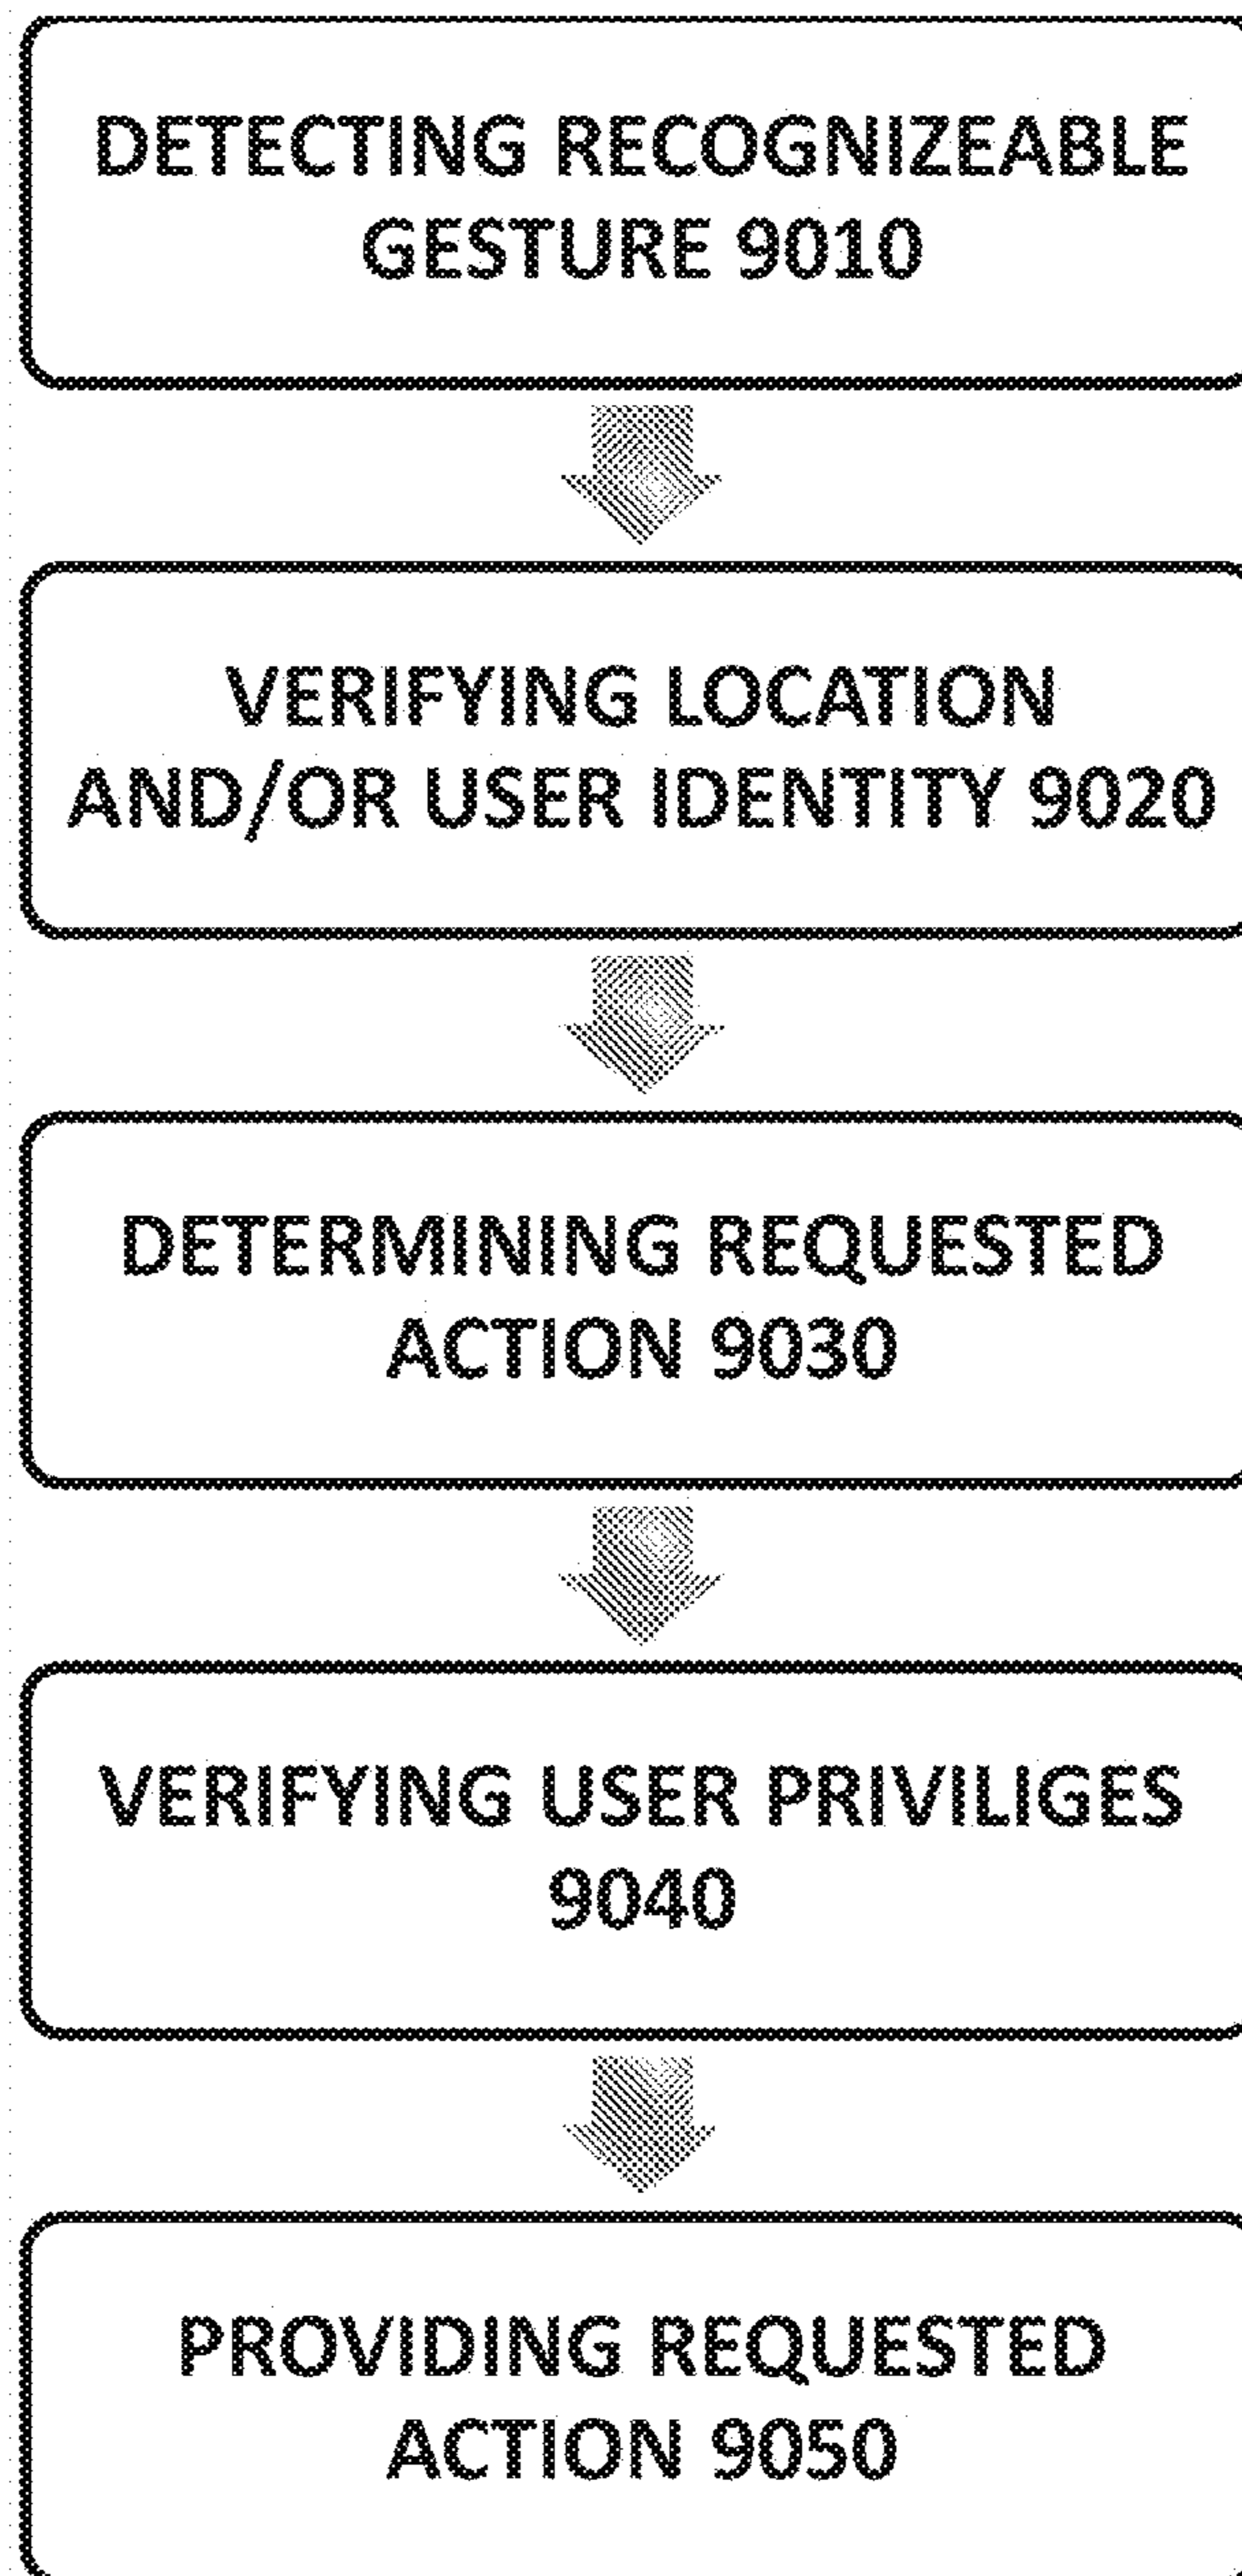 DETECTING RECOGNIZEABLE
GESTURE 9010
VERIFYING LOCATION
AND/OR USER IDENTITY 9020
DETERMINING REQUESTED
ACTION 9030
VERIFYING USER PRIVILIGES
9040
PROVIDING REQUESTED
ACTION 9050